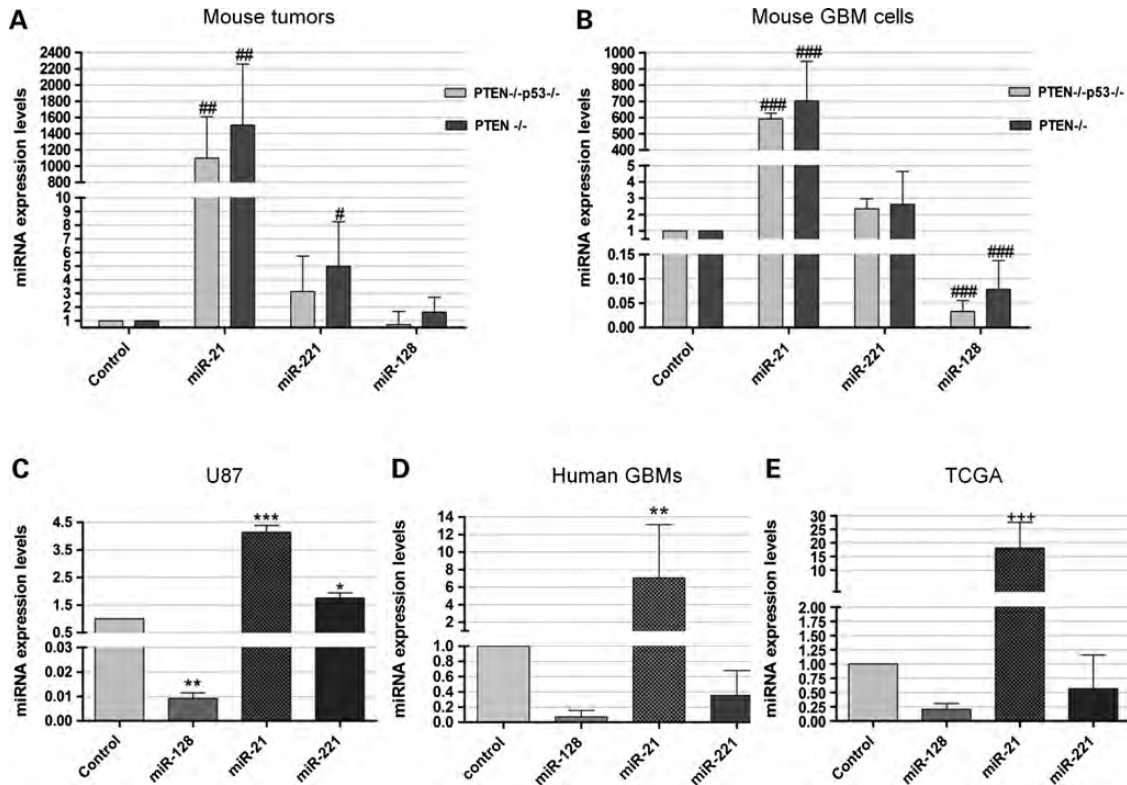 A
Mouse tumors
miRNA expression levels
2400
2200
2000
1800
1600
1400
1200
1000
800
10
9
8
7
6
5
4
3
2
1
##
##
#
PTEN-/-p53-/-
PTEN -/-
Control
miR-21
miR-221
miR-128
B
Mouse GBM cells
miRNA expression levels
1000
900
800
700
600
500
400
5
4
3
2
1
0.15
0.10
0.05
0.00
###
###
###
###
PTEN-/-p53-/-
PTEN-/-
Control
miR-21
miR-221
miR-128
C
U87
miRNA expression levels
4.5
3.5
2.5
1.5
0.5
0.03
0.02
0.01
0.00
**
***
*
Control
miR-128
miR-21
miR-221
D
Human GBMs
miRNA expression levels
14
12
10
8
6
4
2
1.0
0.8
0.6
0.4
0.2
0.0
**
Control
miR-128
miR-21
miR-221
E
TCGA
miRNA expression levels
30
25
20
15
10
2.00
1.75
1.50
1.25
1.00
0.75
0.50
0.25
0.00
+++
Control
miR-128
miR-21
miR-221